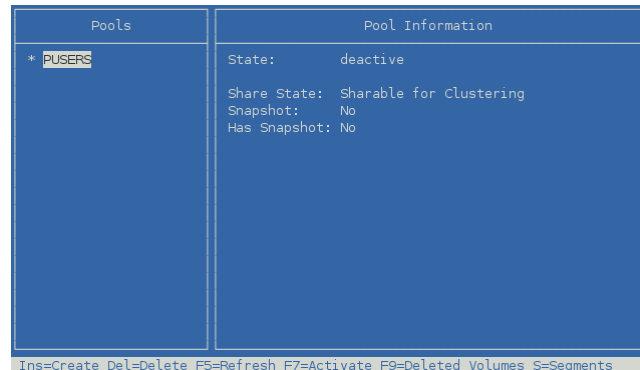 Pools
Pool Information
* PUSERS
State: deactive
Share State: Sharable for Clustering
Snapshot: No
Has Snapshot: No
Ins=Create Del=Delete F5=Refresh F7=Activate F9=Deleted Volumes S=Segments